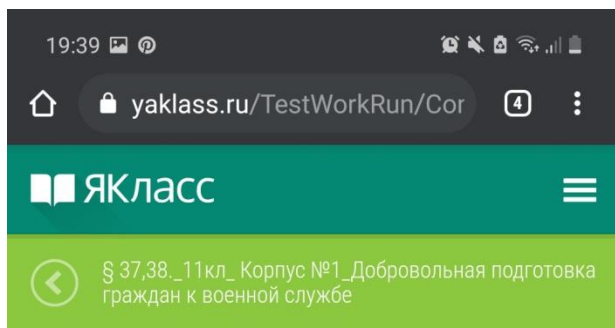 19:39
yaklass.ru/TestWorkRun/Cor
4
ЯКласс
§ 37,38._11кл_ Корпус №1_Добровольная подготовка
граждан к военной службе